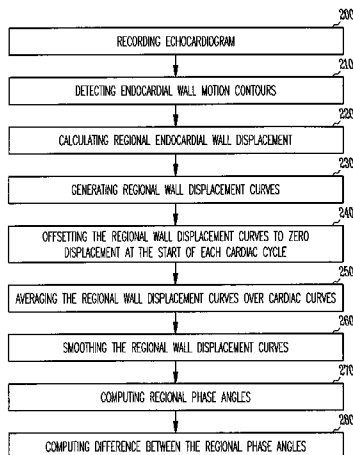 200
RECORDING ECHOCARDIOGRAM
210
DETECTING ENDOCARDIAL WALL MOTION CONTOURS
220
CALCULATING REGIONAL ENDOCARDIAL WALL DISPLACEMENT
230
GENERATING REGIONAL WALL DISPLACEMENT CURVES
240
OFFSETTING THE REGIONAL WALL DISPLACEMENT CURVES TO ZERO
DISPLACEMENT AT THE START OF EACH CARDIAC CYCLE
250
AVERAGING THE REGIONAL WALL DISPLACEMENT CURVES OVER CARDIAC CURVES
260
SMOOTHING THE REGIONAL WALL DISPLACEMENT CURVES
270
COMPUTING REGIONAL PHASE ANGLES
280
COMPUTING DIFFERENCE BETWEEN THE REGIONAL PHASE ANGLES